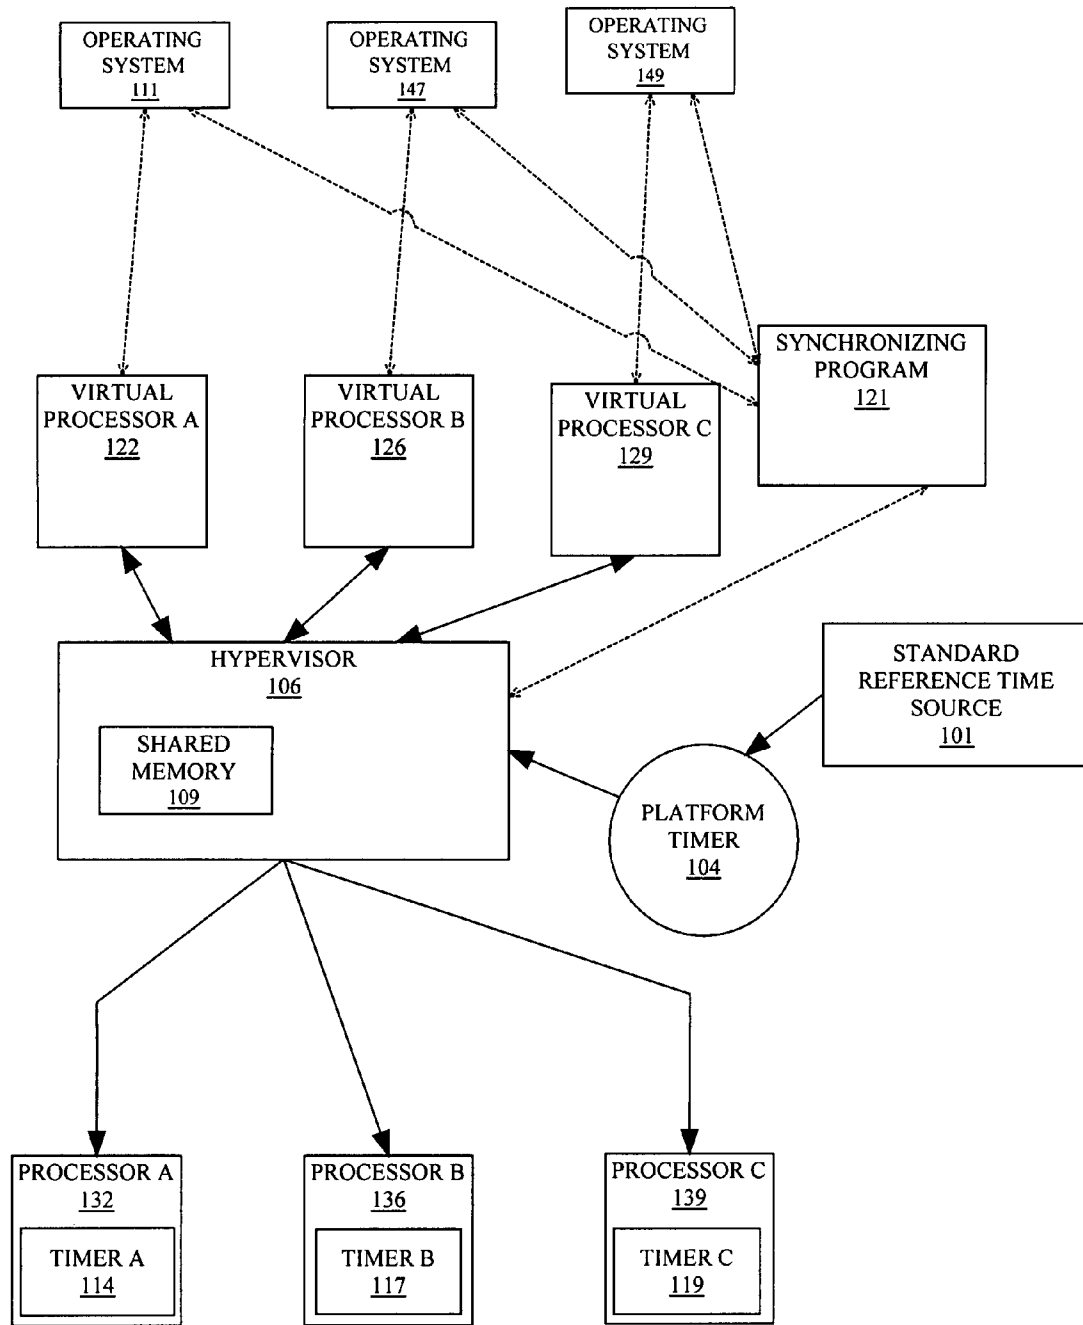 OPERATING
SYSTEM
111
OPERATING
SYSTEM
147
OPERATING
SYSTEM
149
SYNCHRONIZING
PROGRAM
121
VIRTUAL
PROCESSOR A
122
VIRTUAL
PROCESSOR B
126
VIRTUAL
PROCESSOR C
129
HYPERVISOR
106
SHARED
MEMORY
109
STANDARD
REFERENCE TIME
SOURCE
101
PLATFORM
TIMER
104
PROCESSOR A
132
TIMER A
114
PROCESSOR B
136
TIMER B
117
PROCESSOR C
139
TIMER C
119